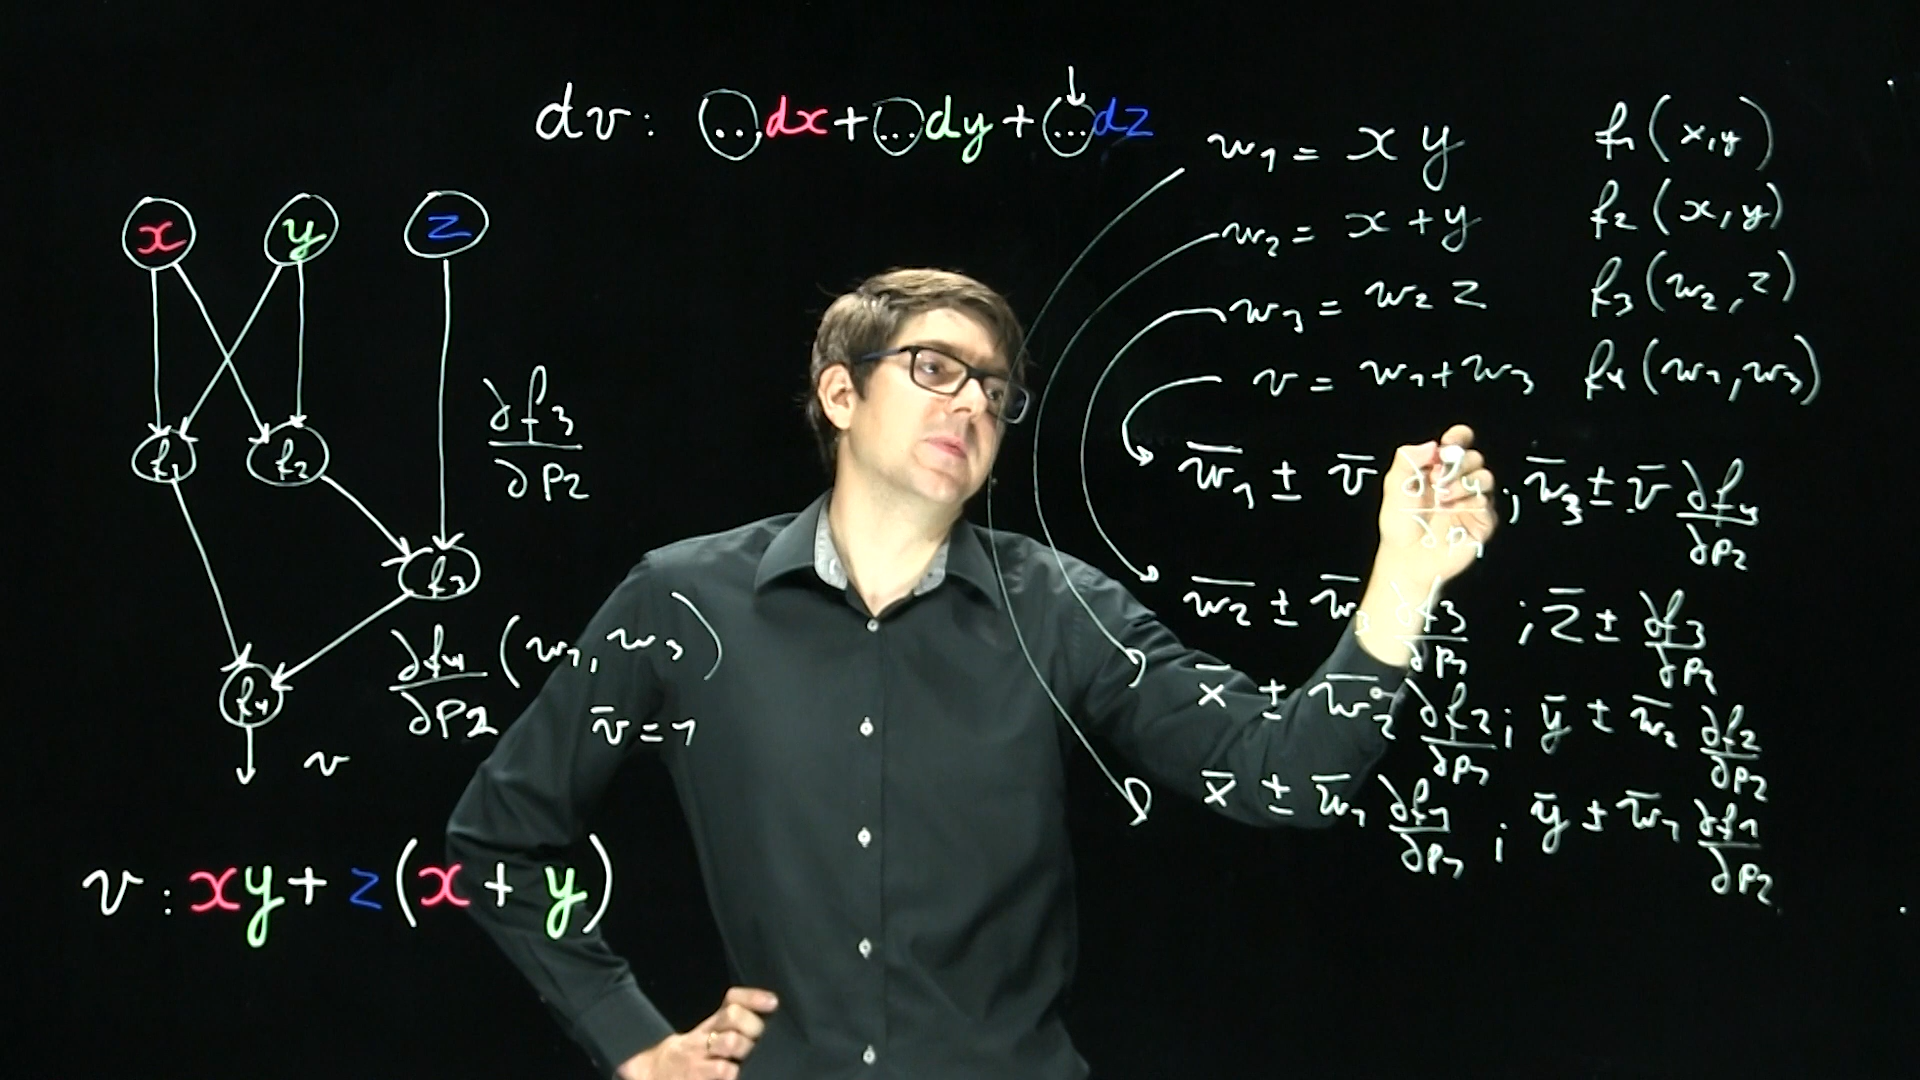 dv: (...)dx+(...)dy+(...)dz
w₁ = x y f₁(x,y)
w₂ = x + y f₂(x,y)
w₃ = w₂ z f₃(w₂,z)
v = w₁+w₃ f₄(w₁,w₃)
x y z
f₁ f₂
∂f₃/∂p₂
f₃
f₄
∂f₄/∂p₂ (w₁,w₃)
v̄ = 1
v
v : xy+ z(x + y)
w̄₁ ± v̄ ∂f₄/∂p₁ ; w̄₃ ± v̄ ∂f₄/∂p₂
w̄₂ ± w̄₃ ∂f₃/∂p₁ ; z̄ ± ∂f₃/∂p₂
x̄ ± w̄₂ ∂f₂/∂p₁ ; ȳ ± w̄₂ ∂f₂/∂p₂
x̄ ± w̄₁ ∂f₁/∂p₁ ; ȳ ± w̄₁ ∂f₁/∂p₂